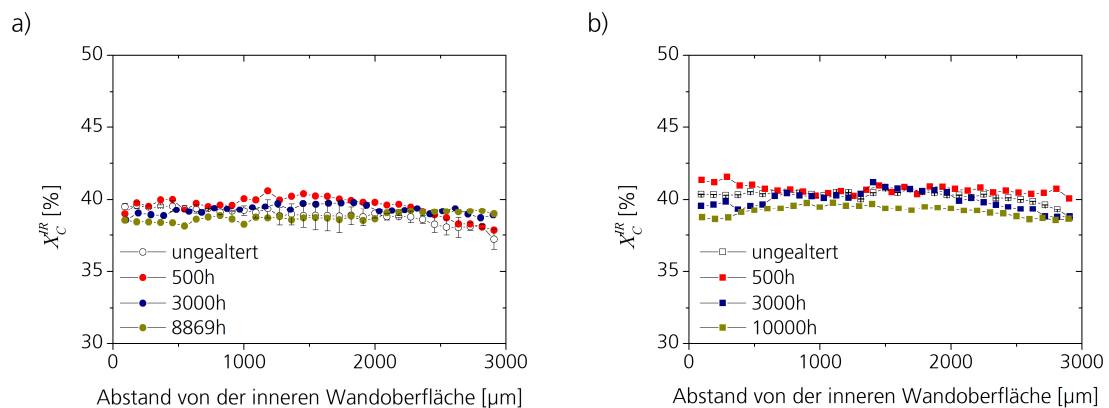 a)
50
45
40
35
30
X_C^IR [%]
ungealtert
500h
3000h
8869h
0
1000
2000
3000
Abstand von der inneren Wandoberfläche [µm]
b)
50
45
40
35
30
X_C^IR [%]
ungealtert
500h
3000h
10000h
0
1000
2000
3000
Abstand von der inneren Wandoberfläche [µm]